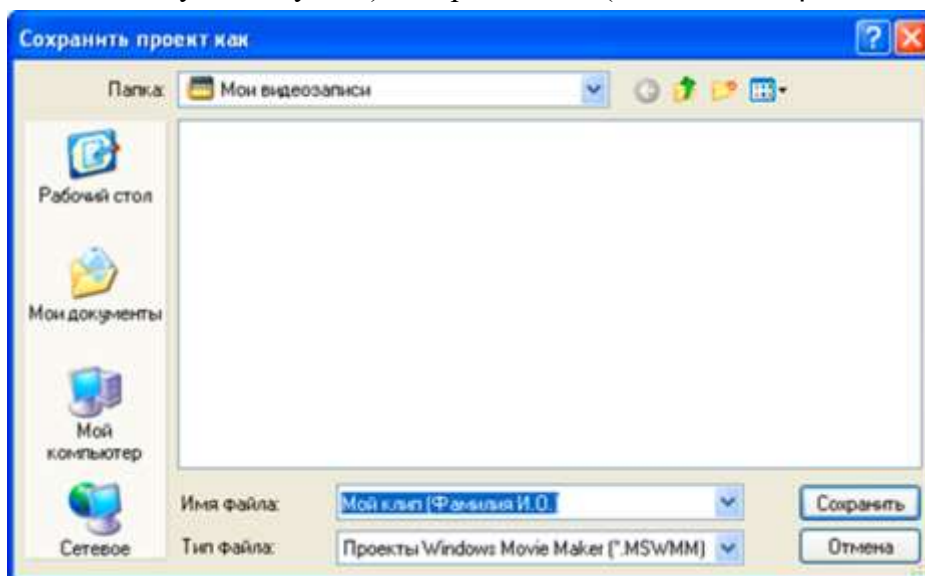 Сохранить проект как
Папка:
Мои видеозаписи
Рабочий стол
Мои документы
Мой
компьютер
Сетевое
Имя файла:
Мой клип (Фамилия И.О.)
Сохранить
Тип файла:
Проекты Windows Movie Maker (*.MSWMM)
Отмена